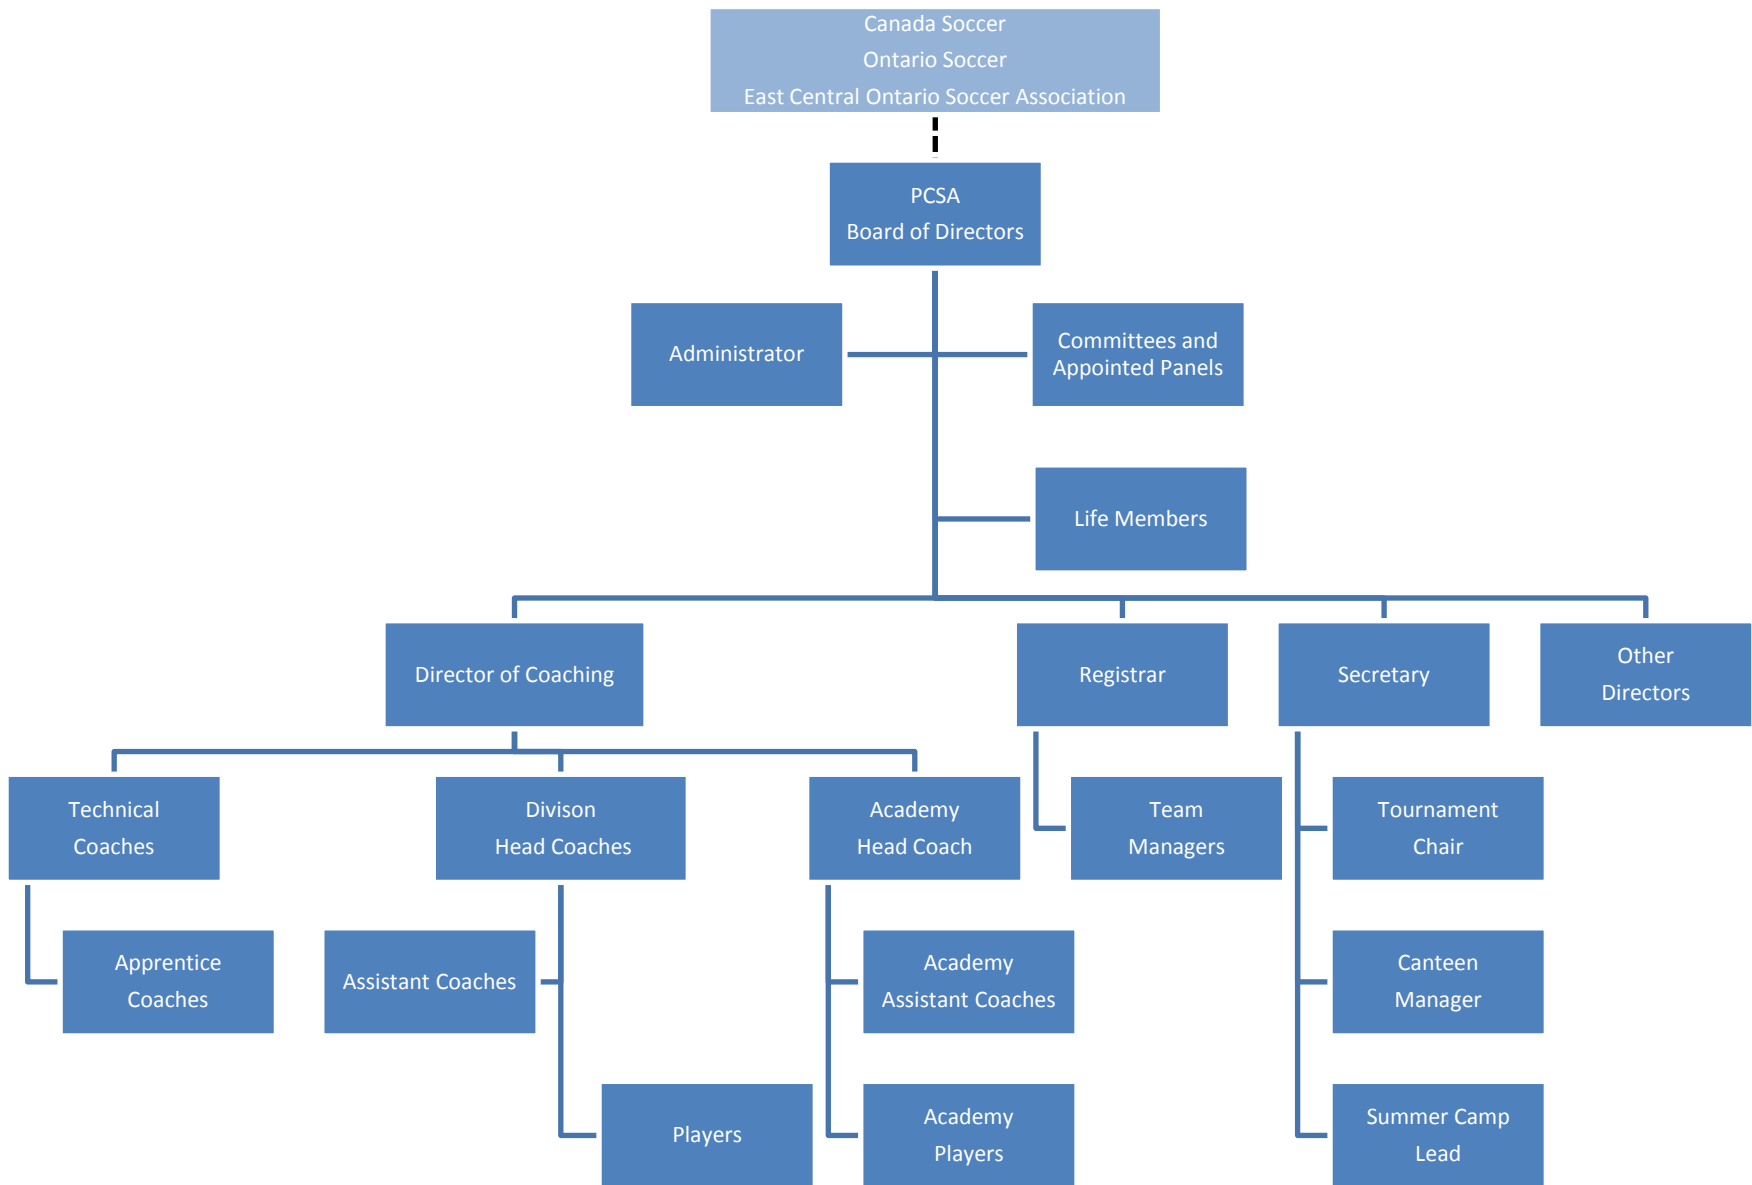 Canada Soccer
Ontario Soccer
East Central Ontario Soccer Association
PCSA
Board of Directors
Administrator
Committees and
Appointed Panels
Life Members
Director of Coaching
Registrar
Secretary
Other
Directors
Technical
Coaches
Divison
Head Coaches
Academy
Head Coach
Team
Managers
Tournament
Chair
Apprentice
Coaches
Assistant Coaches
Academy
Assistant Coaches
Canteen
Manager
Players
Academy
Players
Summer Camp
Lead